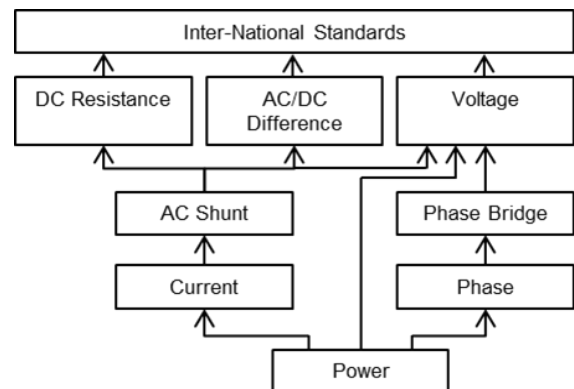 Inter-National Standards
DC Resistance
AC/DC
Difference
Voltage
AC Shunt
Phase Bridge
Current
Phase
Power